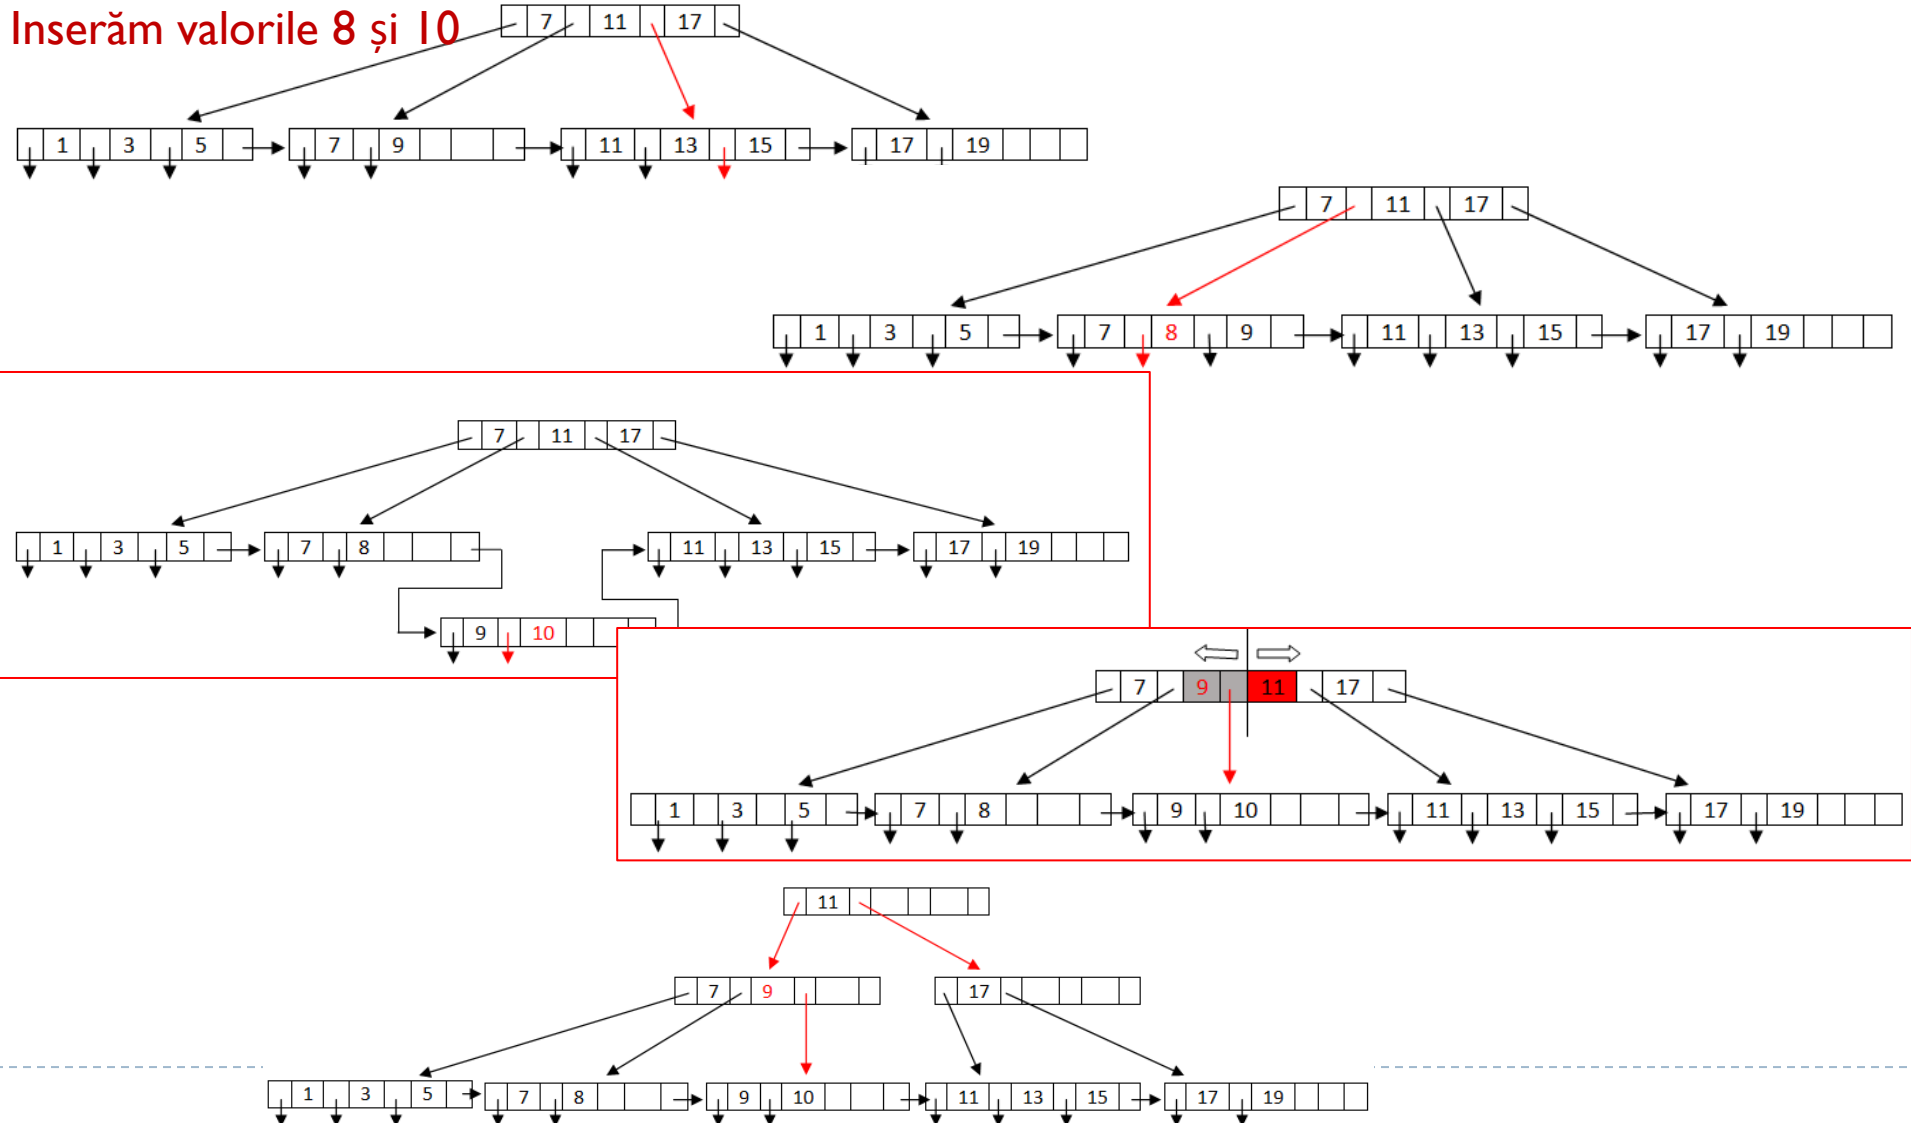 Inserăm valorile 8 și 10
7 11 17
1 3 5 7 9 11 13 15 17 19
7 11 17
1 3 5 7 8 9 11 13 15 17 19
7 11 17
1 3 5 7 8 11 13 15 17 19
9 10
7 9 11 17
1 3 5 7 8 9 10 11 13 15 17 19
11
7 9 17
1 3 5 7 8 9 10 11 13 15 17 19